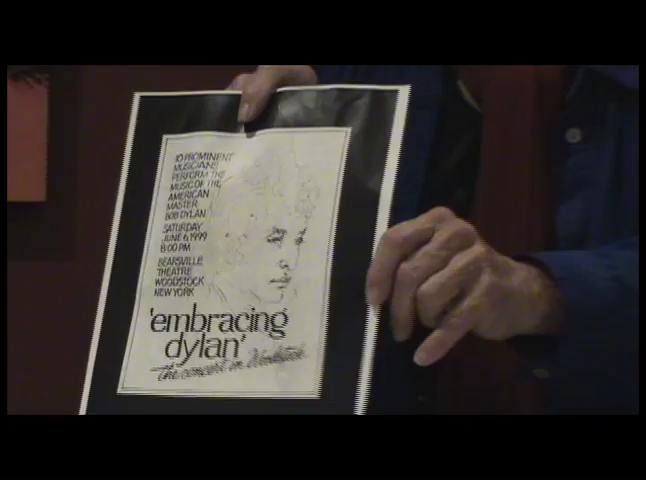 10 PROMINENT
MUSICIANS
PERFORM THE
MUSIC OF THE
AMERICAN
MASTER
BOB DYLAN
SATURDAY
JUNE 6, 1999
8:00 PM
BEARSVILLE
THEATRE
WOODSTOCK
NEW YORK
'embracing
dylan'
the concert in Woodstock